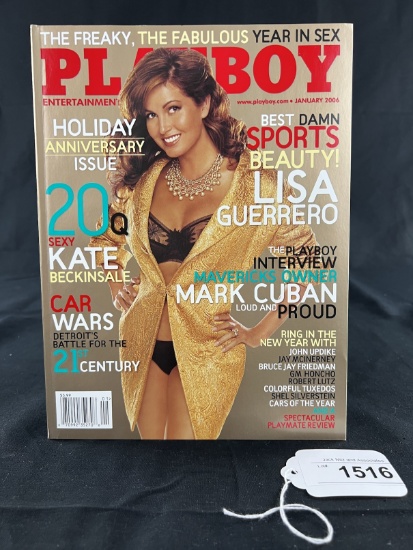 THE FREAKY, THE FABULOUS YEAR IN SEX
PLAYBOY
ENTERTAINMENT
www.playboy.com • JANUARY 2006
HOLIDAY
ANNIVERSARY
ISSUE
20Q
SEXY
KATE
BECKINSALE
CAR
WARS
DETROIT'S
BATTLE FOR THE
21ST
CENTURY
BEST DAMN
SPORTS
BEAUTY!
LISA
GUERRERO
THE PLAYBOY
INTERVIEW
MAVERICKS OWNER
MARK CUBAN
LOUD AND PROUD
RING IN THE
NEW YEAR WITH
JOHN UPDIKE
JAY MCINERNEY
BRUCE JAY FRIEDMAN
GM HONCHO
ROBERT LUTZ
COLORFUL TUXEDOS
SHEL SILVERSTEIN
CARS OF THE YEAR
SPECTACULAR
PLAYMATE REVIEW
1516